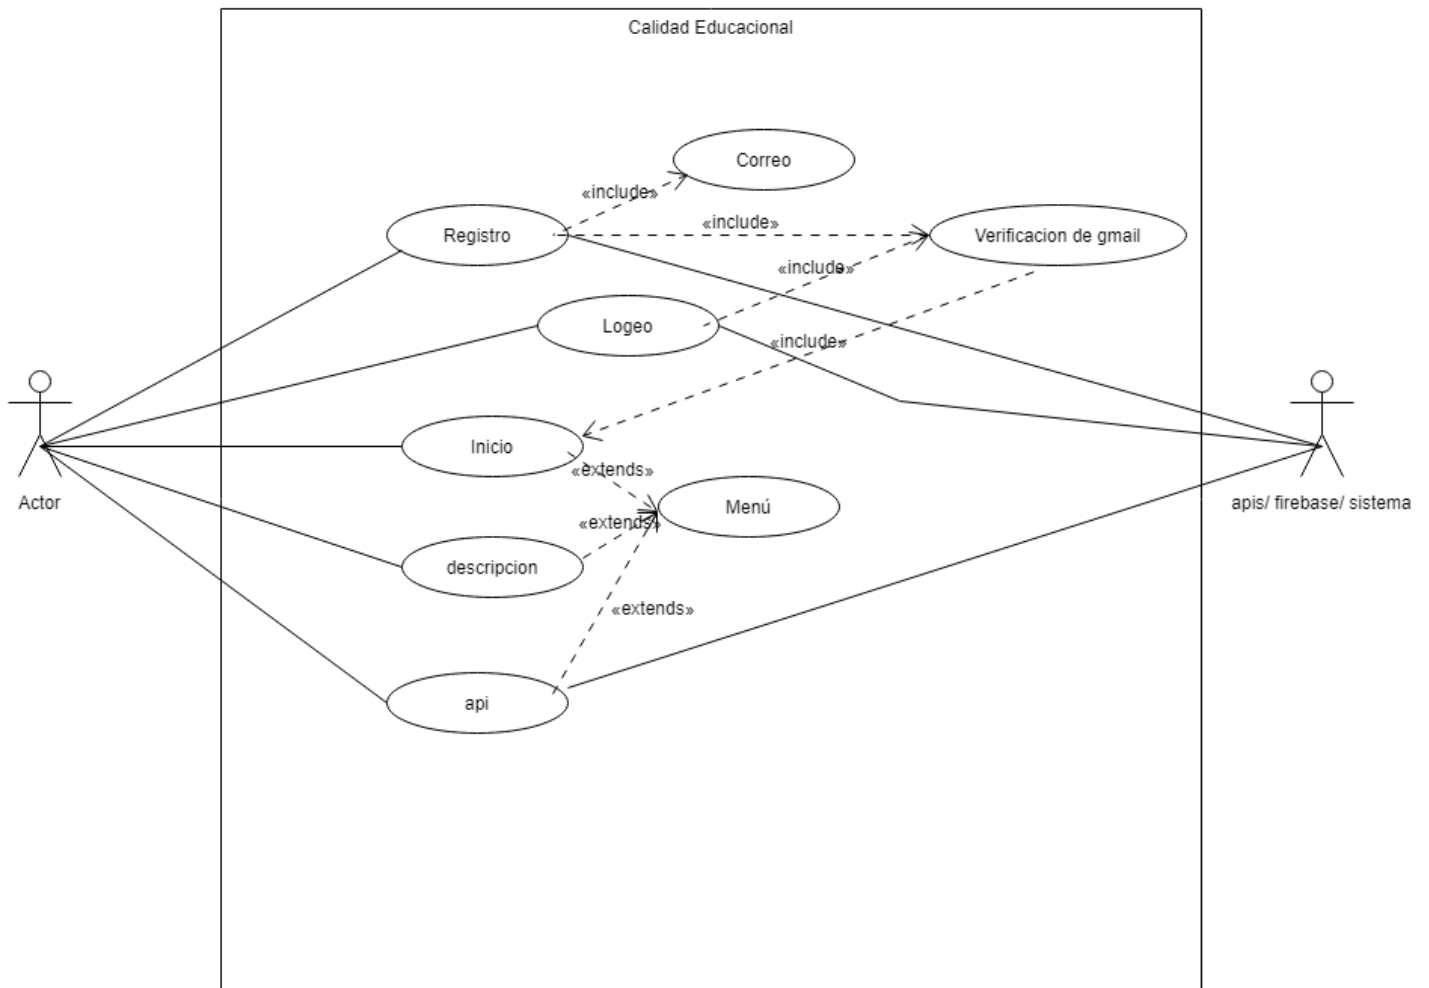 Calidad Educacional
Correo
«include»
Registro
«include»
Verificacion de gmail
«include»
Logeo
«include»
Inicio
«extends»
Actor
Menú
apis/ firebase/ sistema
«extends»
descripcion
«extends»
api